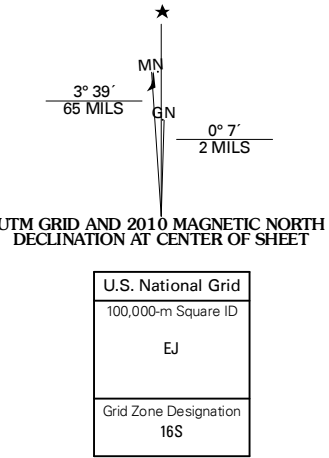 MN
3° 39´
65 MILS
GN
0° 7´
2 MILS
UTM GRID AND 2010 MAGNETIC NORTH
DECLINATION AT CENTER OF SHEET
U.S. National Grid
100,000-m Square ID
EJ
Grid Zone Designation
16S